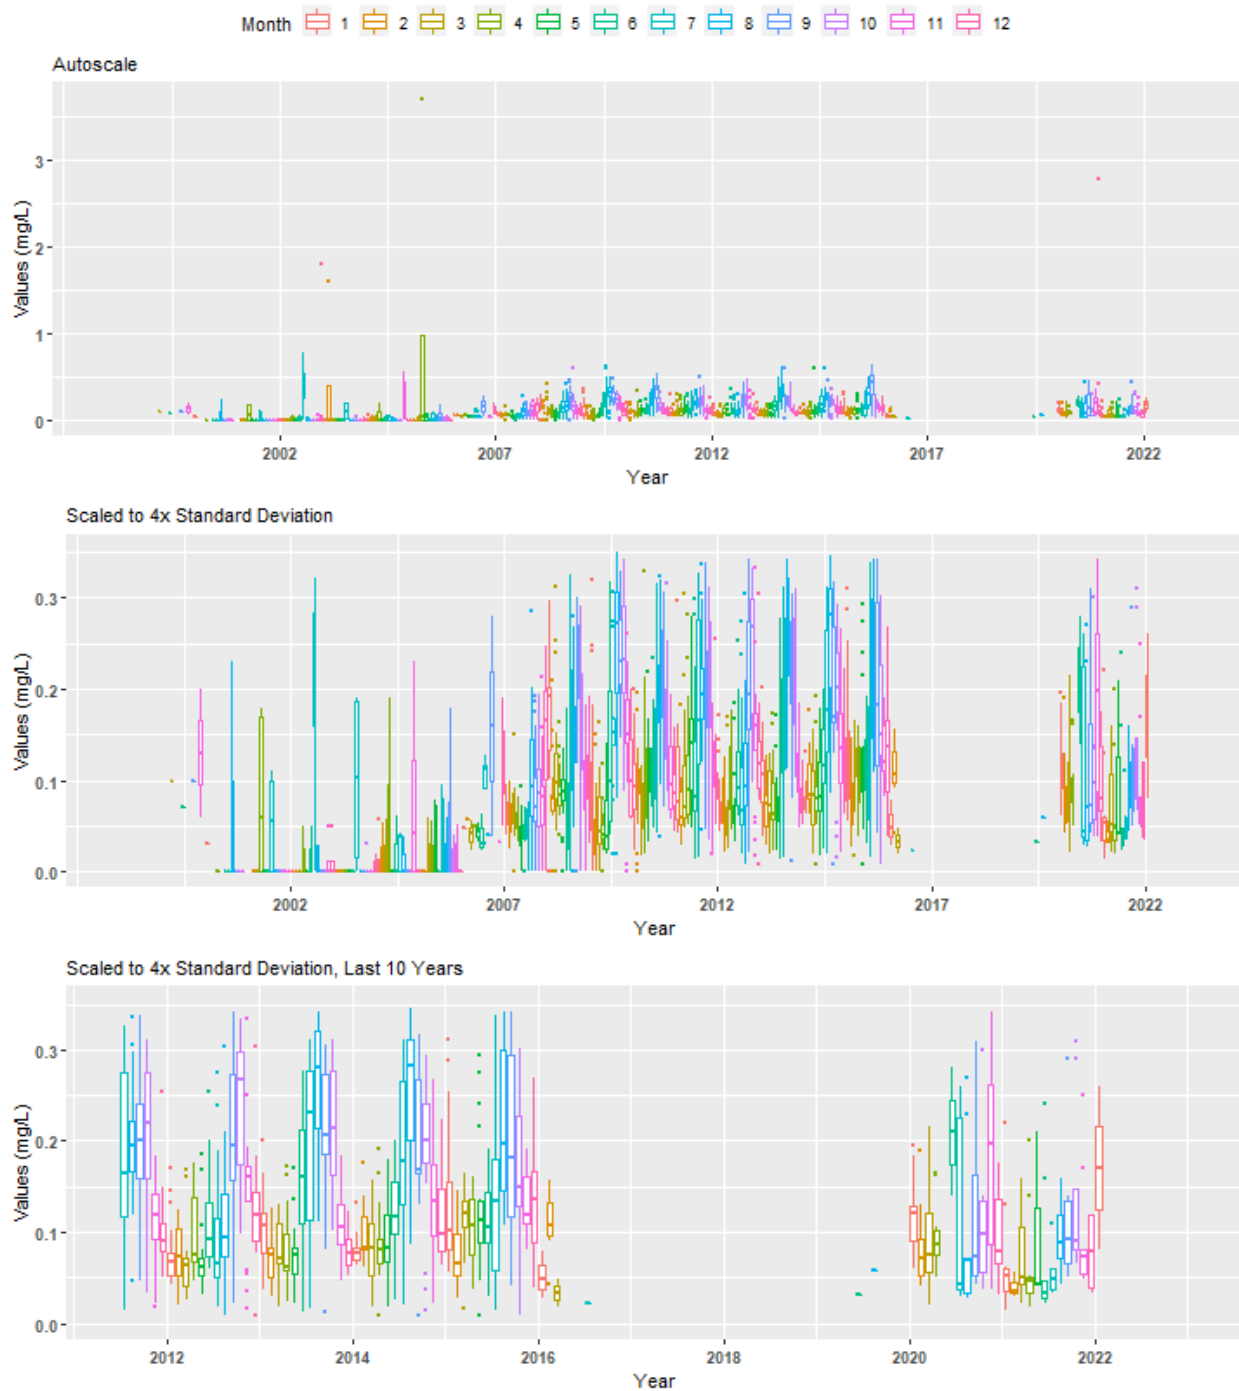 Month 1 2 3 4 5 6 7 8 9 10 11 12
Autoscale
Values (mg/L)
3
2
1
0
2002 2007 2012 2017 2022
Year
Scaled to 4x Standard Deviation
Values (mg/L)
0.3
0.2
0.1
0.0
2002 2007 2012 2017 2022
Year
Scaled to 4x Standard Deviation, Last 10 Years
Values (mg/L)
0.3
0.2
0.1
0.0
2012 2014 2016 2018 2020 2022
Year